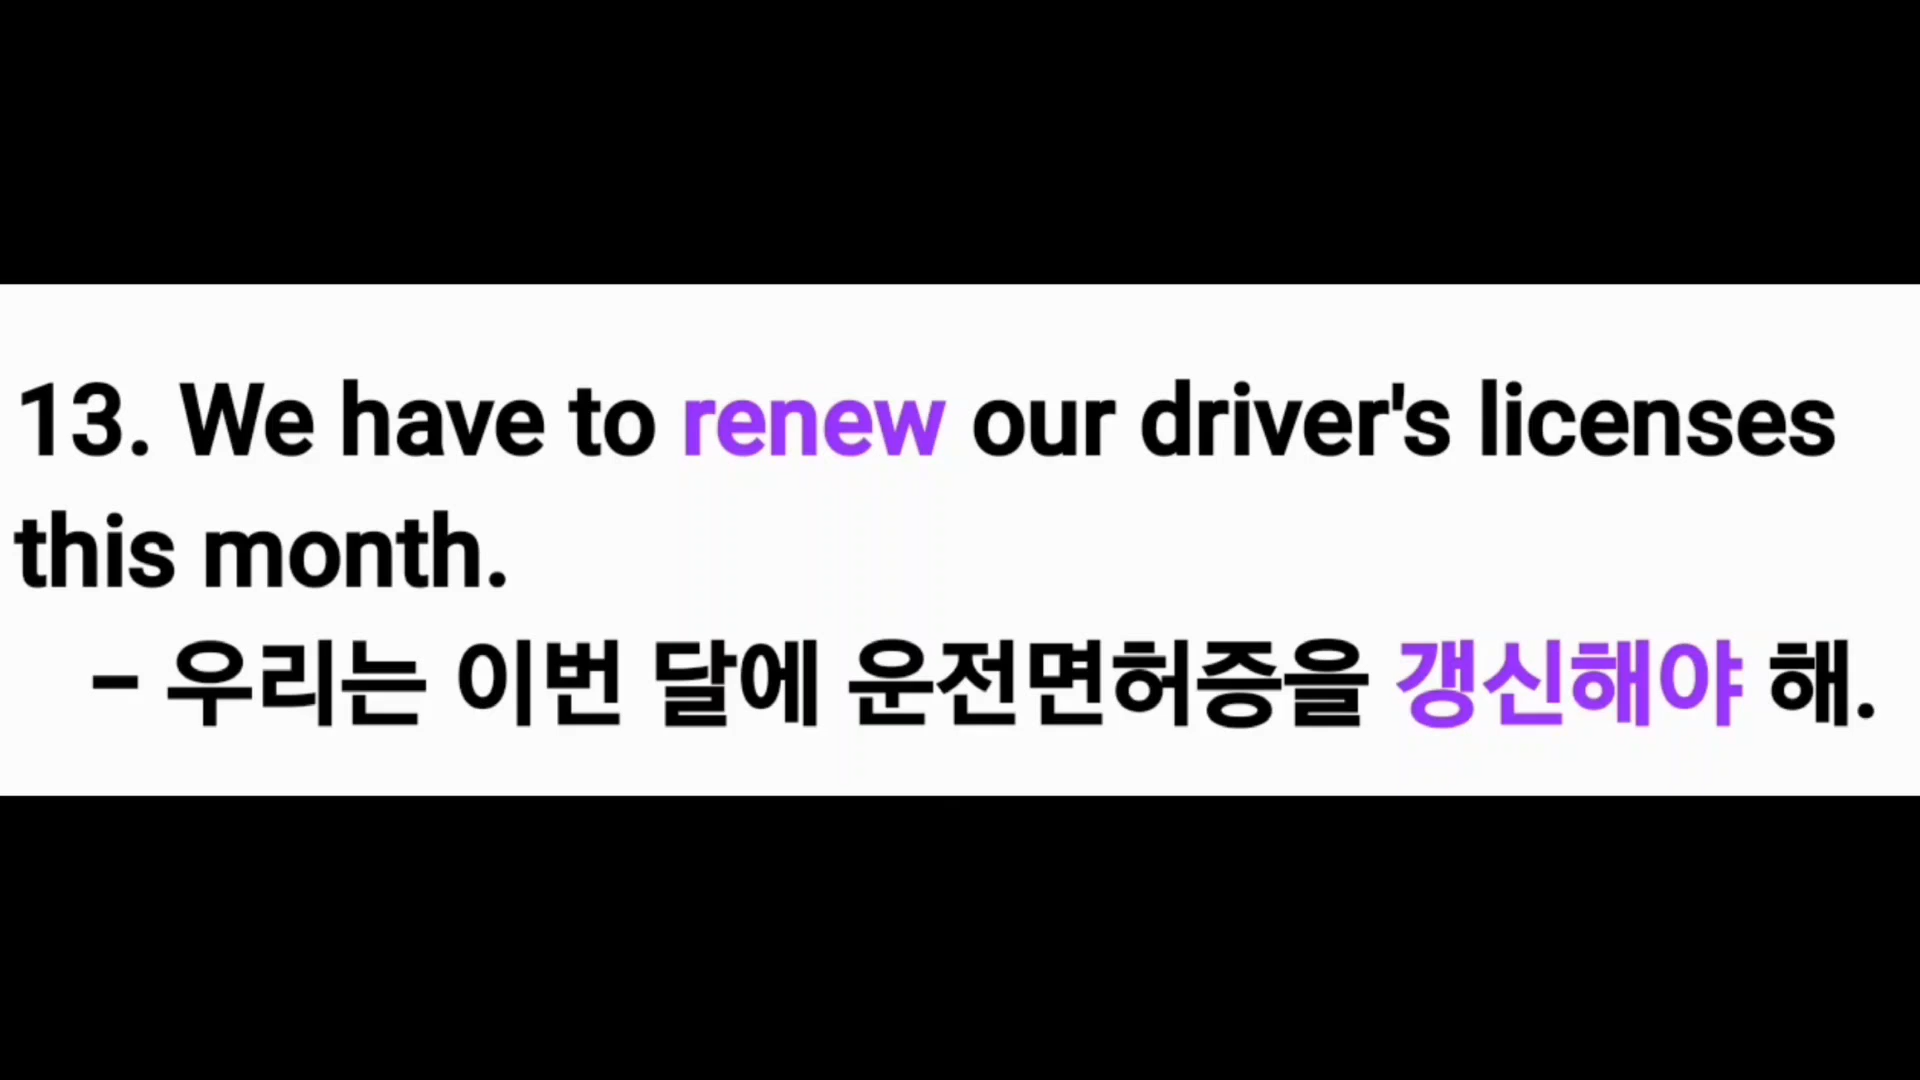 13. We have to renew our driver's licenses
this month.
– 우리는 이번 달에 운전면허증을 갱신해야 해.